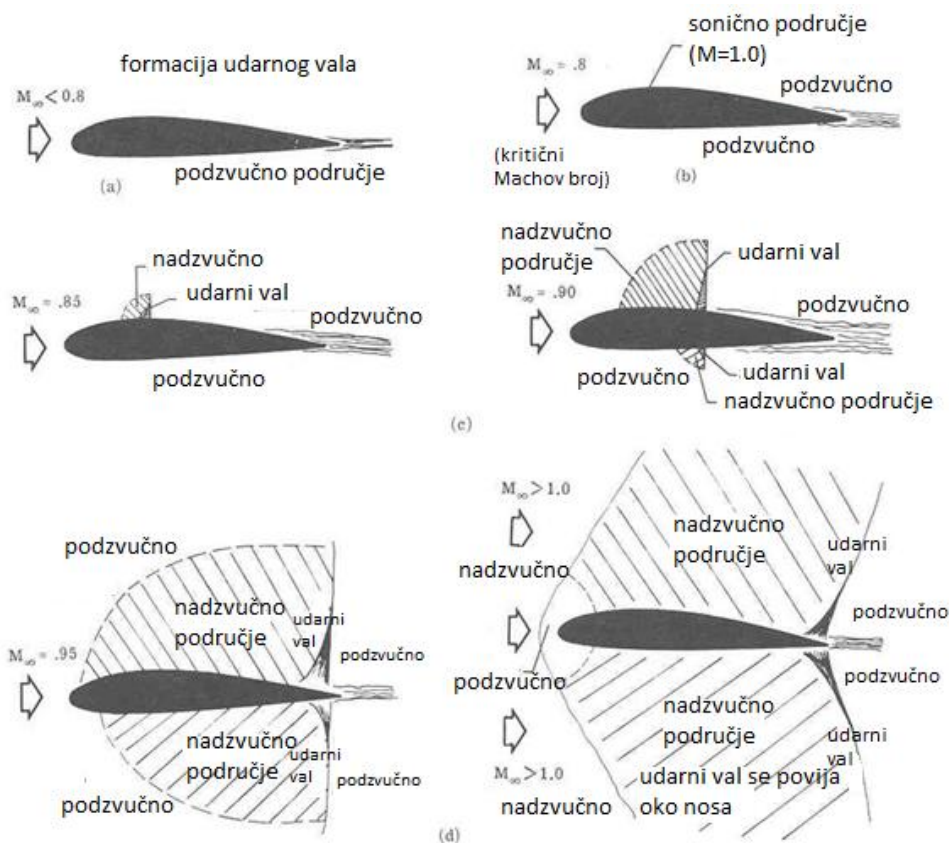 formacija udarnog vala
M∞ < 0.8
podzvučno područje
(a)
sonično područje
(M=1.0)
M∞ = .8
podzvučno
podzvučno
(kritični
Machov broj)
(b)
nadzvučno
udarni val
M∞ = .85
podzvučno
podzvučno
nadzvučno
područje
udarni val
M∞ = .90
podzvučno
podzvučno
udarni val
nadzvučno područje
(c)
podzvučno
nadzvučno
područje
udarni
val
podzvučno
M∞ = .95
nadzvučno
područje
udarni
val
podzvučno
podzvučno
M∞ > 1.0
nadzvučno
područje
udarni
val
nadzvučno
podzvučno
podzvučno
podzvučno
nadzvučno
područje
udarni
val
M∞ > 1.0
udarni val se povija
oko nosa
nadzvučno
(d)